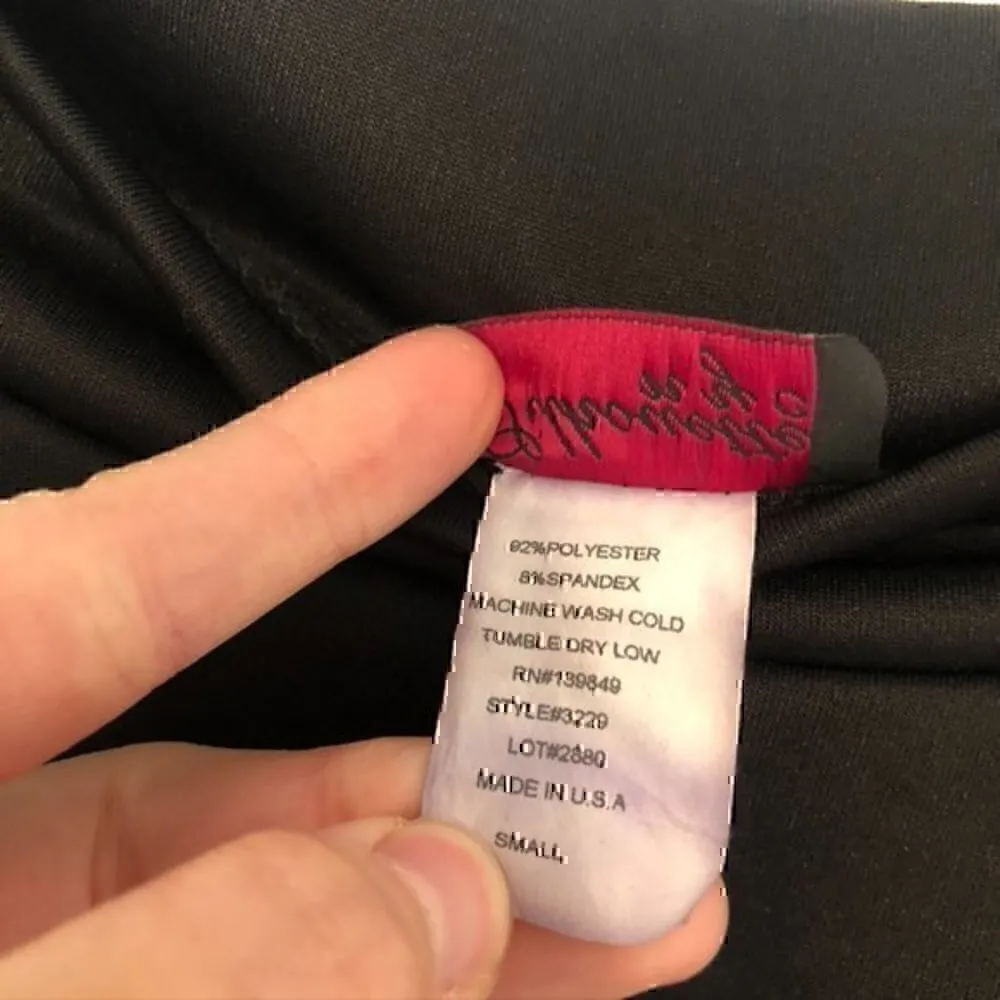 92%POLYESTER
8%SPANDEX
MACHINE WASH COLD
TUMBLE DRY LOW
RN#139849
STYLE#3229
LOT#2880
MADE IN U.S.A
SMALL